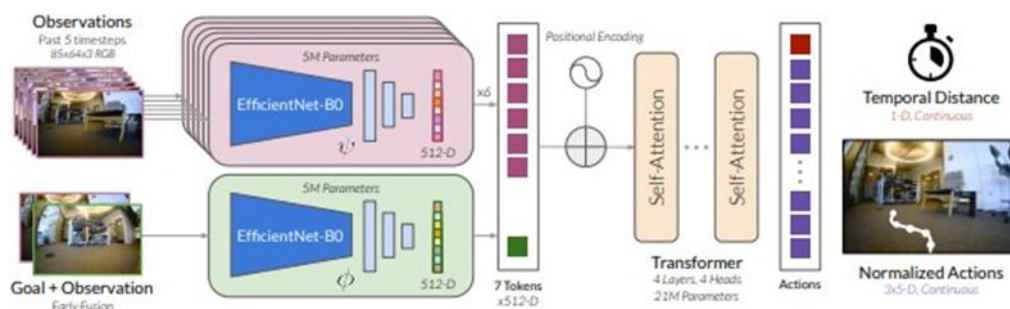 Observations
Past 5 timesteps
85x64x3 RGB
5M Parameters
EfficientNet-B0
ψ
512-D
x6
Goal + Observation
Early Fusion
5M Parameters
EfficientNet-B0
ϕ
512-D
7 Tokens
x512-D
Positional Encoding
Self-Attention
Self-Attention
Transformer
4 Layers, 4 Heads
21M Parameters
Actions
Temporal Distance
1-D, Continuous
Normalized Actions
3x5-D, Continuous